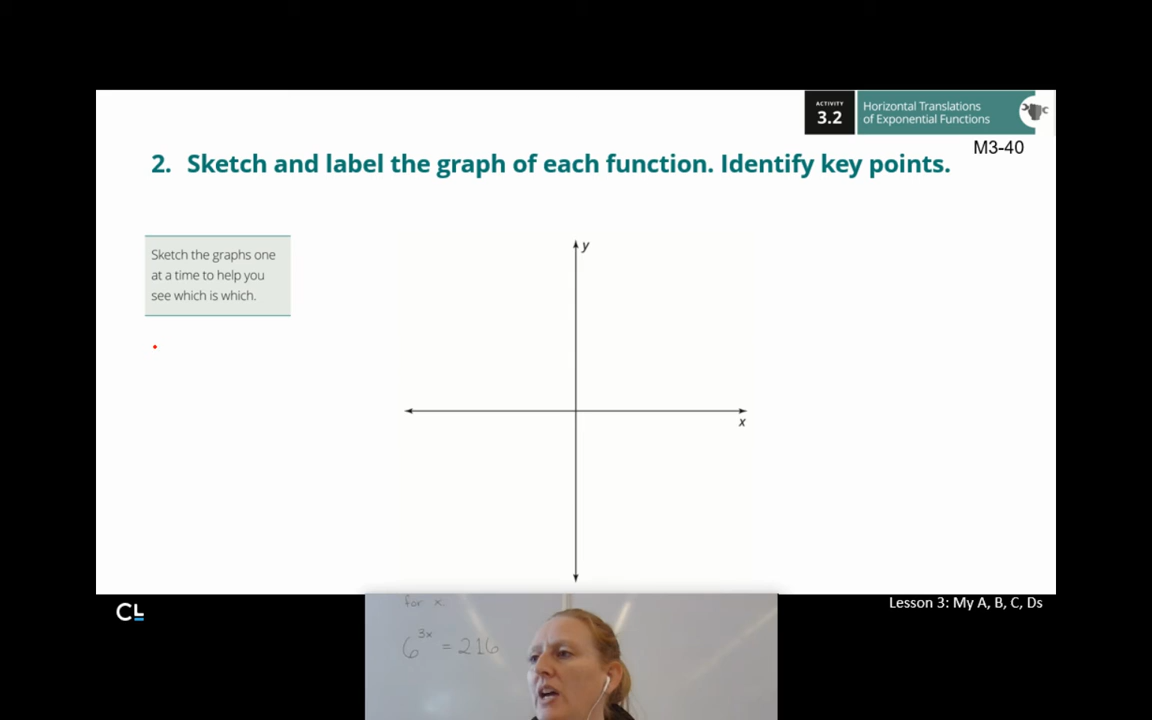 ACTIVITY
3.2
Horizontal Translations
of Exponential Functions
M3-40
2. Sketch and label the graph of each function. Identify key points.
Sketch the graphs one
at a time to help you
see which is which.
y
x
CL
Lesson 3: My A, B, C, Ds
for x.
6^3x = 216